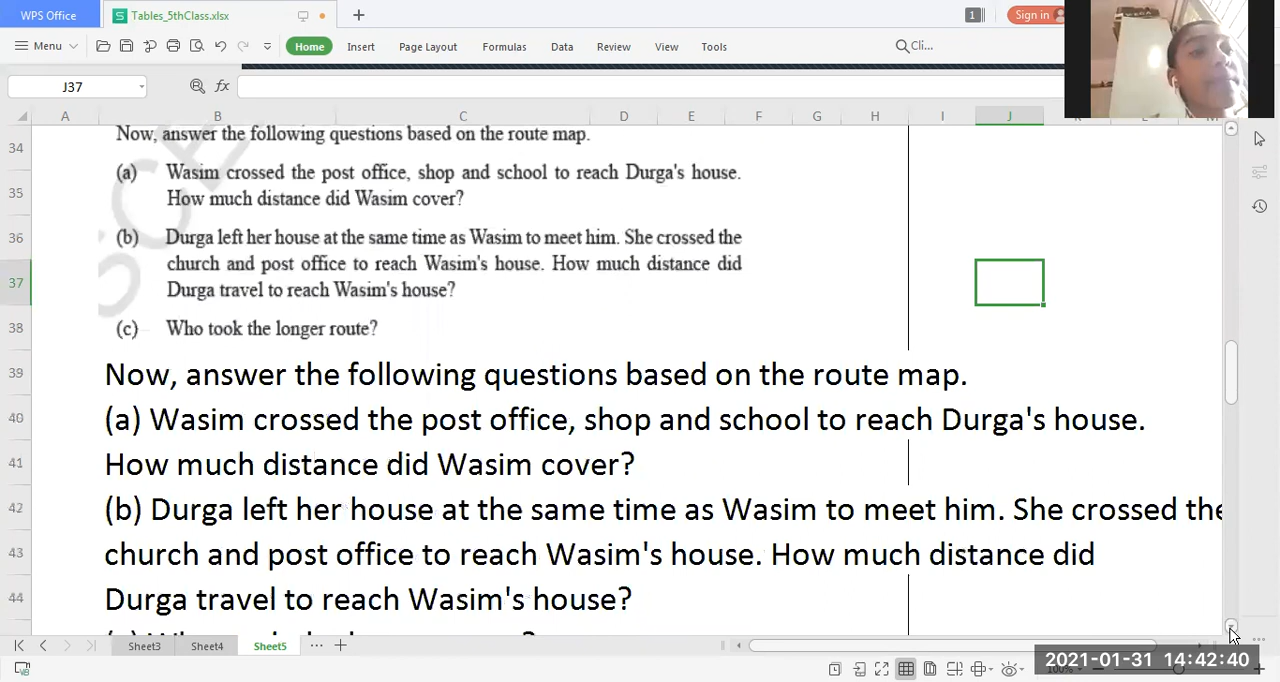 WPS Office
Tables_5thClass.xlsx
1
Sign in
Menu
Home
Insert
Page Layout
Formulas
Data
Review
View
Tools
Cli...
J37
fx
A B C D E F G H I J
34
Now, answer the following questions based on the route map.
35
(a) Wasim crossed the post office, shop and school to reach Durga's house.
How much distance did Wasim cover?
36
(b) Durga left her house at the same time as Wasim to meet him. She crossed the
37
church and post office to reach Wasim's house. How much distance did
Durga travel to reach Wasim's house?
38
(c) Who took the longer route?
39 Now, answer the following questions based on the route map.
40 (a) Wasim crossed the post office, shop and school to reach Durga's house.
41 How much distance did Wasim cover?
42 (b) Durga left her house at the same time as Wasim to meet him. She crossed the
43 church and post office to reach Wasim's house. How much distance did
44 Durga travel to reach Wasim's house?
Sheet3 Sheet4 Sheet5 ...
2021-01-31 14:42:40